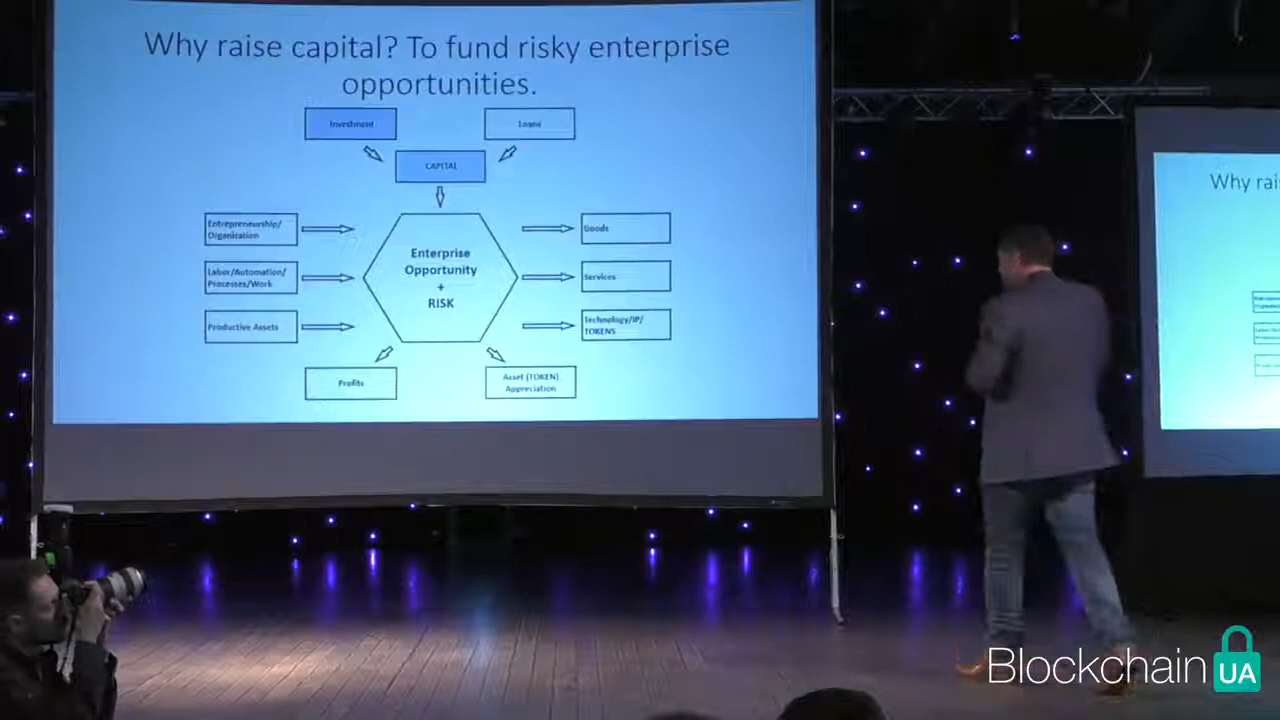 Why raise capital? To fund risky enterprise
opportunities.
Investment
Loans
CAPITAL
Entrepreneurship/
Organization
Labor/Automation/
Processes/Work
Productive Assets
Enterprise
Opportunity
+
RISK
Goods
Services
Technology/IP/
TOKENS
Profits
Asset (TOKEN)
Appreciation
Why rai
Blockchain
UA